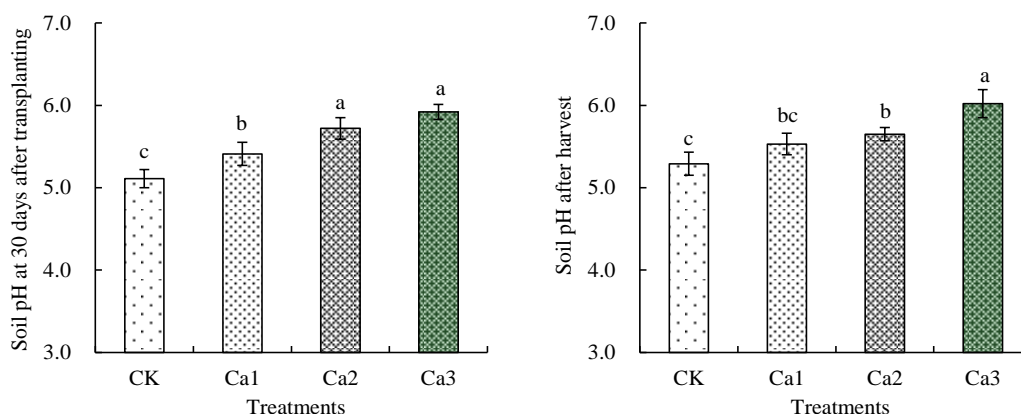 Soil pH at 30 days after transplanting
7.0
6.0
5.0
4.0
3.0
c
b
a
a
CK
Ca1
Ca2
Ca3
Treatments
Soil pH after harvest
7.0
6.0
5.0
4.0
3.0
c
bc
b
a
CK
Ca1
Ca2
Ca3
Treatments